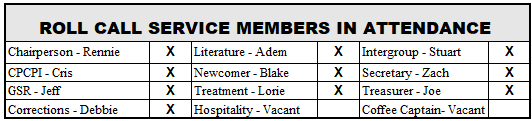 ROLL CALL SERVICE MEMBERS IN ATTENDANCE
Chairperson - Rennie X Literature - Adem X Intergroup - Stuart X
CPCPI - Cris X Newcomer - Blake X Secretary - Zach X
GSR - Jeff X Treatment - Lorie X Treasurer - Joe X
Corrections - Debbie X Hospitality - Vacant Coffee Captain- Vacant